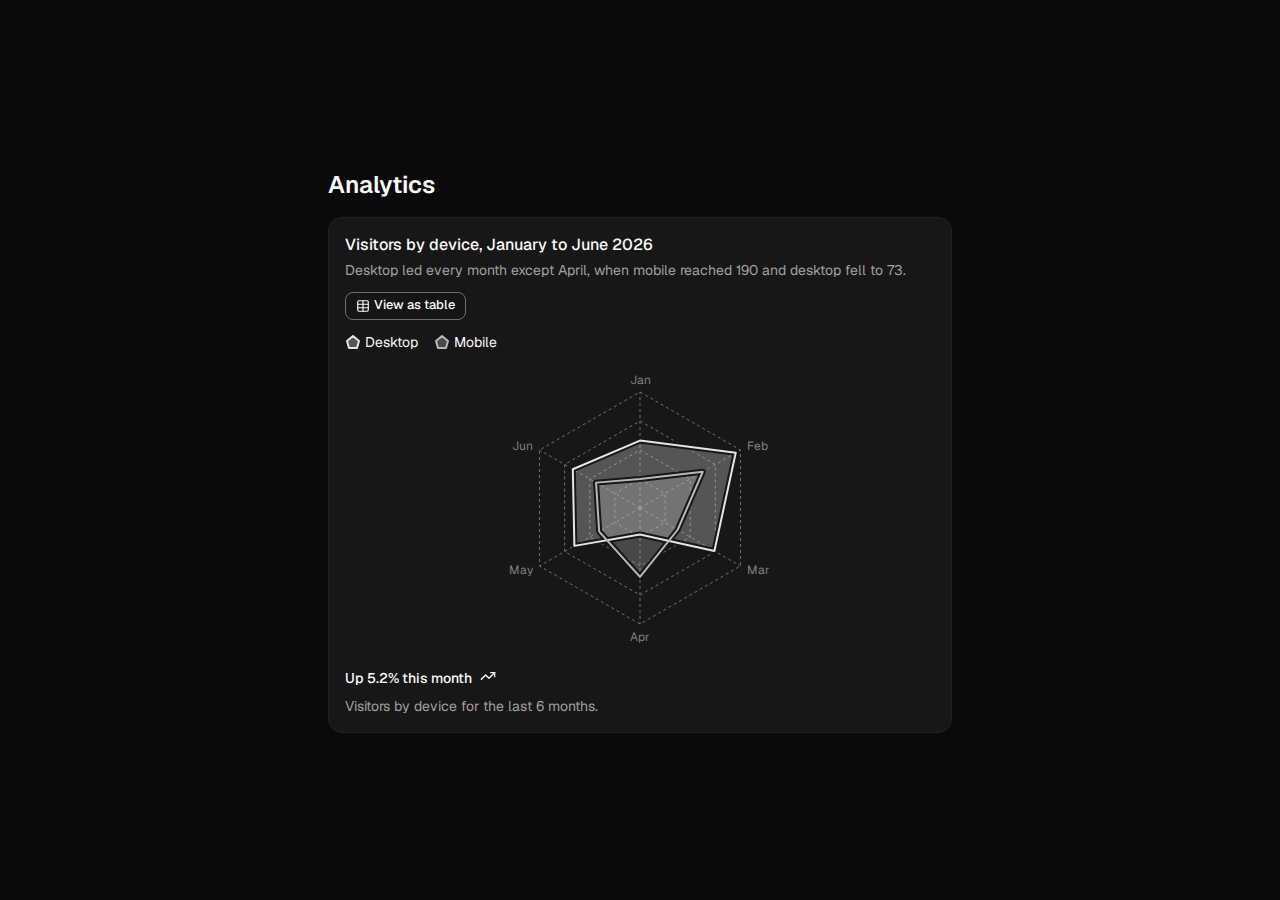 Analytics
Visitors by device, January to June 2026
Desktop led every month except April, when mobile reached 190 and desktop fell to 73.
View as table
Desktop Mobile
Jan
Jun Feb
May Mar
Apr
Up 5.2% this month
Visitors by device for the last 6 months.